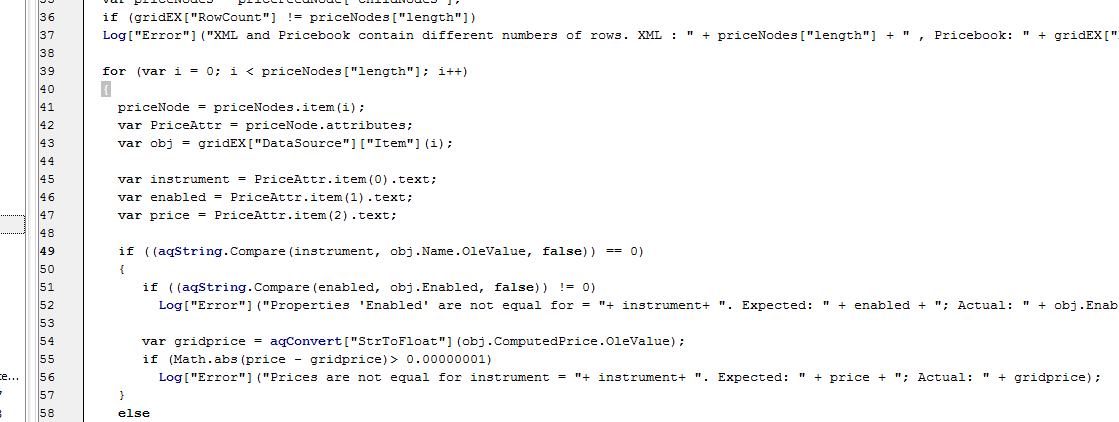 36 if (gridEX["RowCount"] != priceNodes["length"])
37 Log["Error"]("XML and Pricebook contain different numbers of rows. XML : " + priceNodes["length"] + " , Pricebook: " + gridEX["
38
39 for (var i = 0; i < priceNodes["length"]; i++)
40 {
41 priceNode = priceNodes.item(i);
42 var PriceAttr = priceNode.attributes;
43 var obj = gridEX["DataSource"]["Item"](i);
44
45 var instrument = PriceAttr.item(0).text;
46 var enabled = PriceAttr.item(1).text;
47 var price = PriceAttr.item(2).text;
48
49 if ((aqString.Compare(instrument, obj.Name.OleValue, false)) == 0)
50 {
51 if ((aqString.Compare(enabled, obj.Enabled, false)) != 0)
52 Log["Error"]("Properties 'Enabled' are not equal for = "+ instrument+ ". Expected: " + enabled + "; Actual: " + obj.Enab
53
54 var gridprice = aqConvert["StrToFloat"](obj.ComputedPrice.OleValue);
55 if (Math.abs(price - gridprice)> 0.00000001)
56 Log["Error"]("Prices are not equal for instrument = "+ instrument+ ". Expected: " + price + "; Actual: " + gridprice);
57 }
58 else